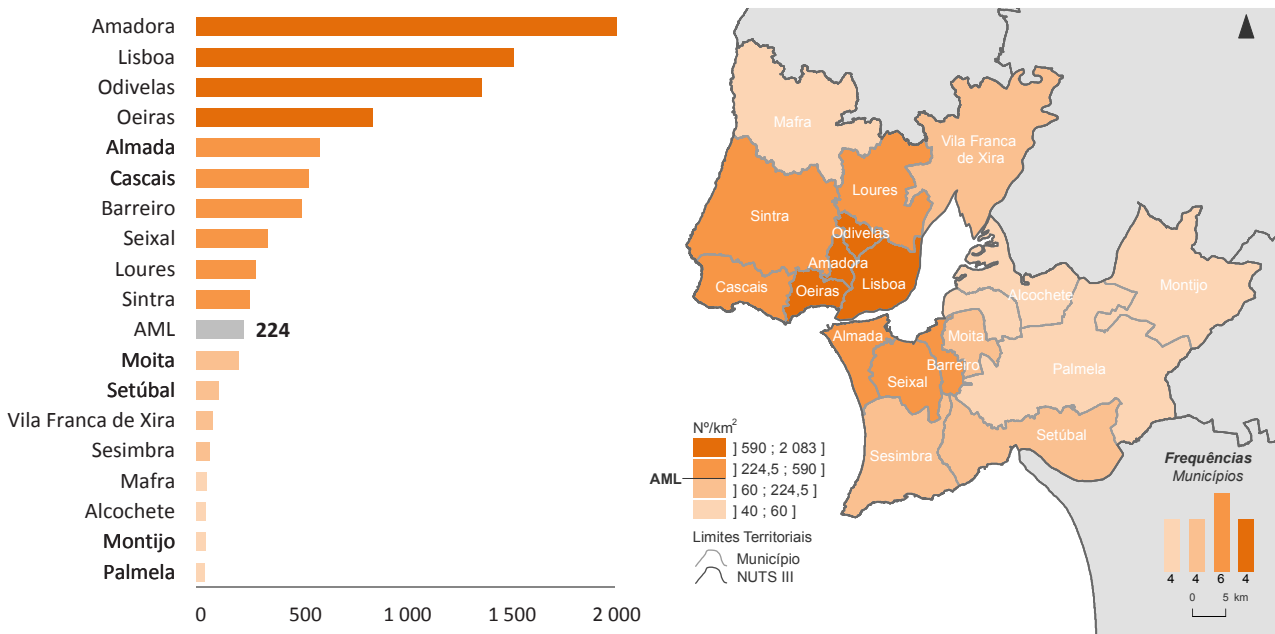 Amadora
Lisboa
Odivelas
Oeiras
Almada
Cascais
Barreiro
Seixal
Loures
Sintra
AML
224
Moita
Setúbal
Vila Franca de Xira
Sesimbra
Mafra
Alcochete
Montijo
Palmela
0 500 1 000 1 500 2 000
Mafra
Vila Franca
de Xira
Loures
Sintra
Odivelas
Amadora
Cascais
Oeiras
Lisboa
Alcochete
Montijo
Almada
Moita
Barreiro
Seixal
Palmela
Sesimbra
Setúbal
Nº/km²
] 590 ; 2 083 ]
] 224,5 ; 590 ]
AML
] 60 ; 224,5 ]
] 40 ; 60 ]
Limites Territoriais
Município
NUTS III
Frequências
Municípios
4 4 6 4
0 5 km